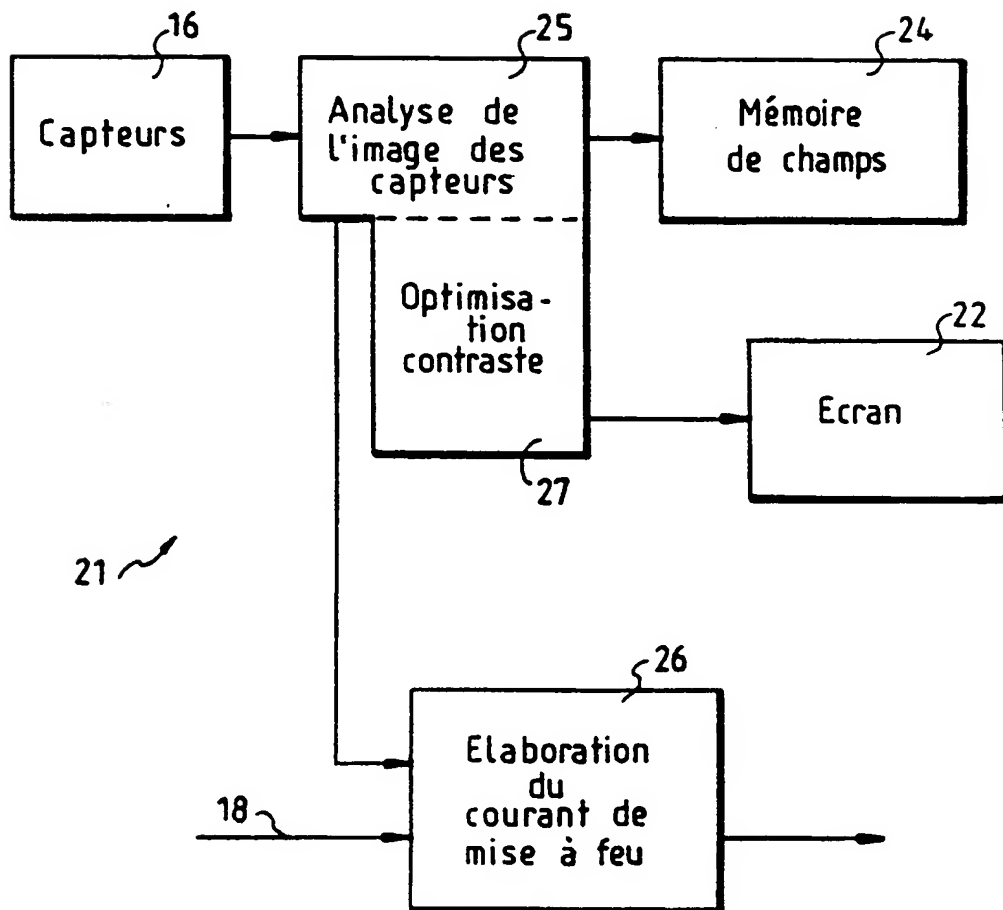 16
25
24
Capteurs
Analyse de
l'image des
capteurs
Mémoire
de champs
Optimisa-
tion
contraste
22
Ecran
27
21
26
18
Elaboration
du
courant de
mise à feu